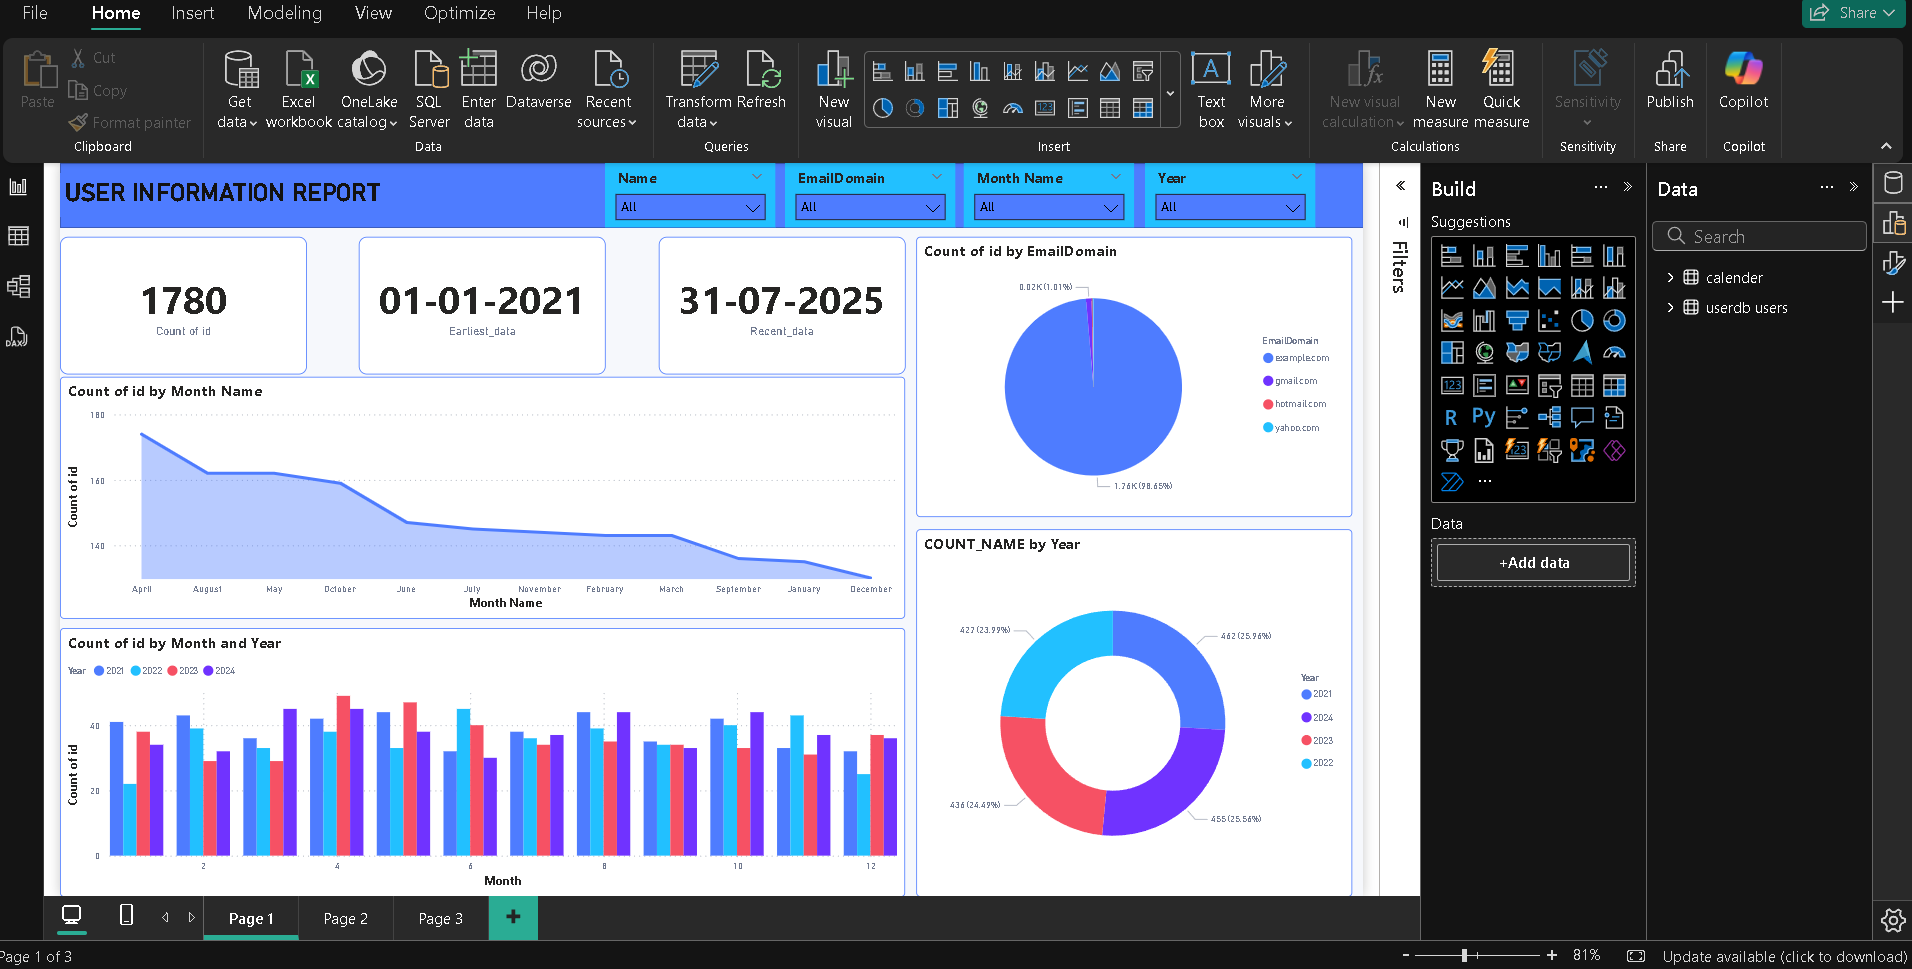 File Home Insert Modeling View Optimize Help Share
Paste
Cut
Copy
Format painter
Clipboard
Get data
Excel workbook
OneLake catalog
SQL Server
Enter data
Dataverse
Recent sources
Data
Transform data
Refresh
Queries
New visual
Text box
More visuals
Insert
New visual calculation
New measure
Quick measure
Calculations
Sensitivity
Sensitivity
Publish
Share
Copilot
Copilot
USER INFORMATION REPORT
Name
All
EmailDomain
All
Month Name
All
Year
All
1780
Count of id
01-01-2021
Earliest_data
31-07-2025
Recent_data
Count of id by EmailDomain
0.02K (1.01%)
1.76K (98.65%)
EmailDomain
example.com
gmail.com
hotmail.com
yahoo.com
Count of id by Month Name
180
160
140
Count of id
April August May October June July November February March September January December
Month Name
Count of id by Month and Year
Year 2021 2022 2023 2024
40
20
0
Count of id
2 4 6 8 10 12
Month
COUNT_NAME by Year
427 (23.99%)
462 (25.96%)
436 (24.49%)
455 (25.56%)
Year
2021
2024
2023
2022
Filters
Build
Suggestions
123
R Py
123
Data
+Add data
Data
Search
calender
userdb users
DAX
Page 1 Page 2 Page 3 +
Page 1 of 3
- + 81%
Update available (click to download)